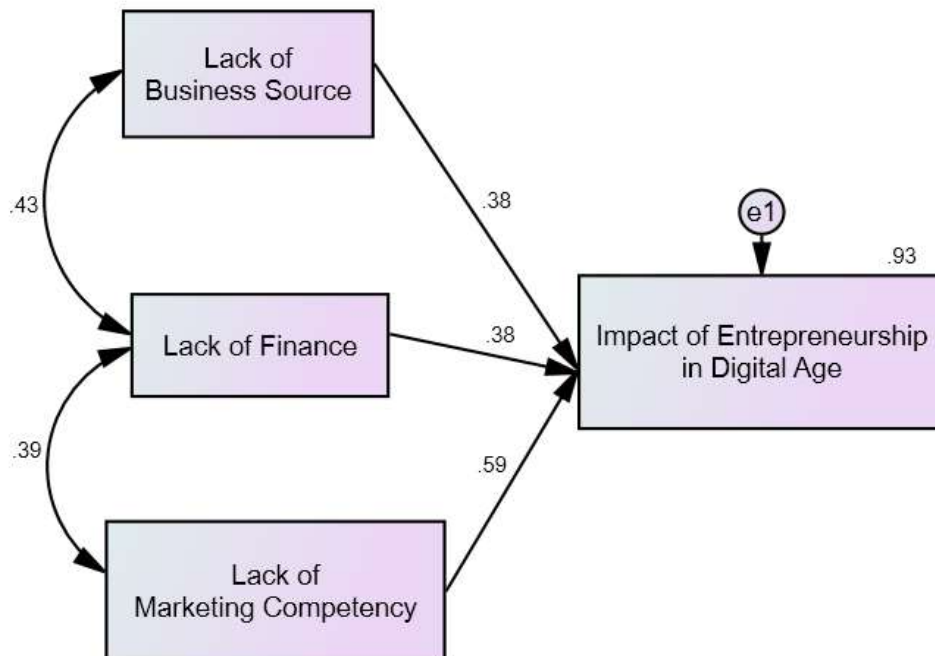 Lack of
Business Source
.43
.38
e1
.93
Lack of Finance
.38
Impact of Entrepreneurship
in Digital Age
.39
.59
Lack of
Marketing Competency